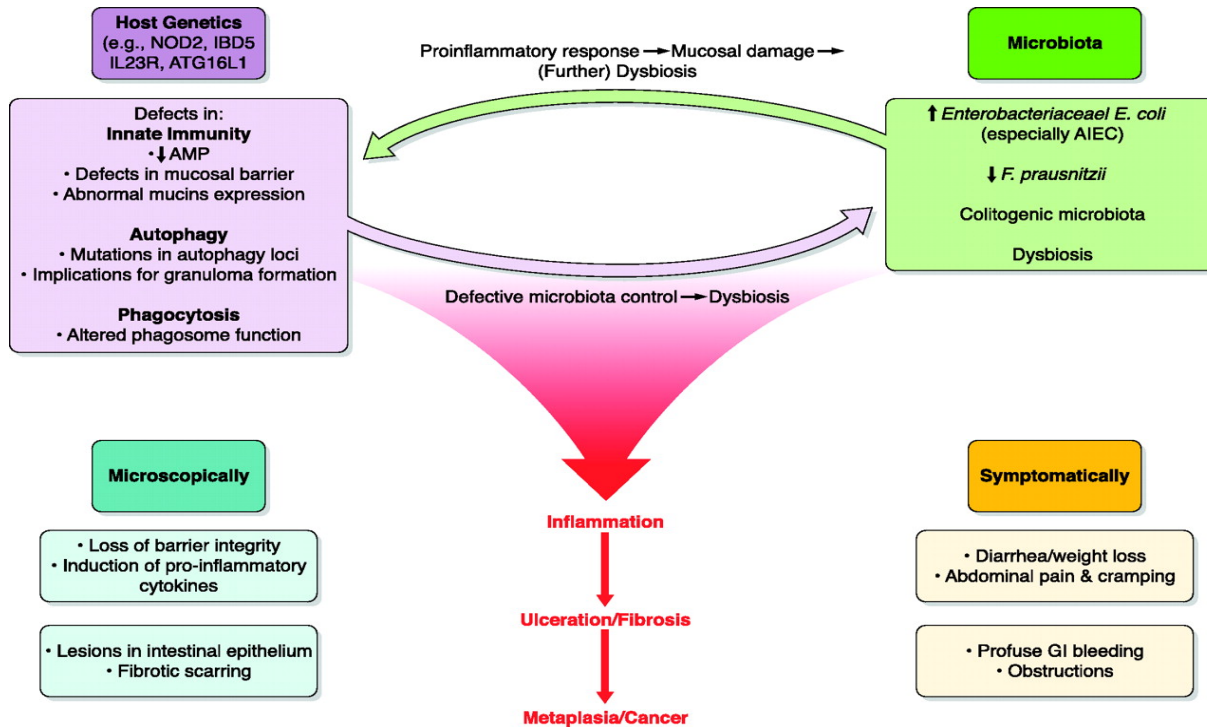 Host Genetics
(e.g., NOD2, IBD5
IL23R, ATG16L1
Defects in:
Innate Immunity
•⬇AMP
• Defects in mucosal barrier
• Abnormal mucins expression
Autophagy
• Mutations in autophagy loci
• Implications for granuloma formation
Phagocytosis
• Altered phagosome function
Proinflammatory response → Mucosal damage →
(Further) Dysbiosis
Defective microbiota control → Dysbiosis
Microbiota
⬆ Enterobacteriaceael E. coli
(especially AIEC)
⬇ F. prausnitzii
Colitogenic microbiota
Dysbiosis
Microscopically
• Loss of barrier integrity
• Induction of pro-inflammatory
cytokines
• Lesions in intestinal epithelium
• Fibrotic scarring
Inflammation
Ulceration/Fibrosis
Metaplasia/Cancer
Symptomatically
• Diarrhea/weight loss
• Abdominal pain & cramping
• Profuse GI bleeding
• Obstructions